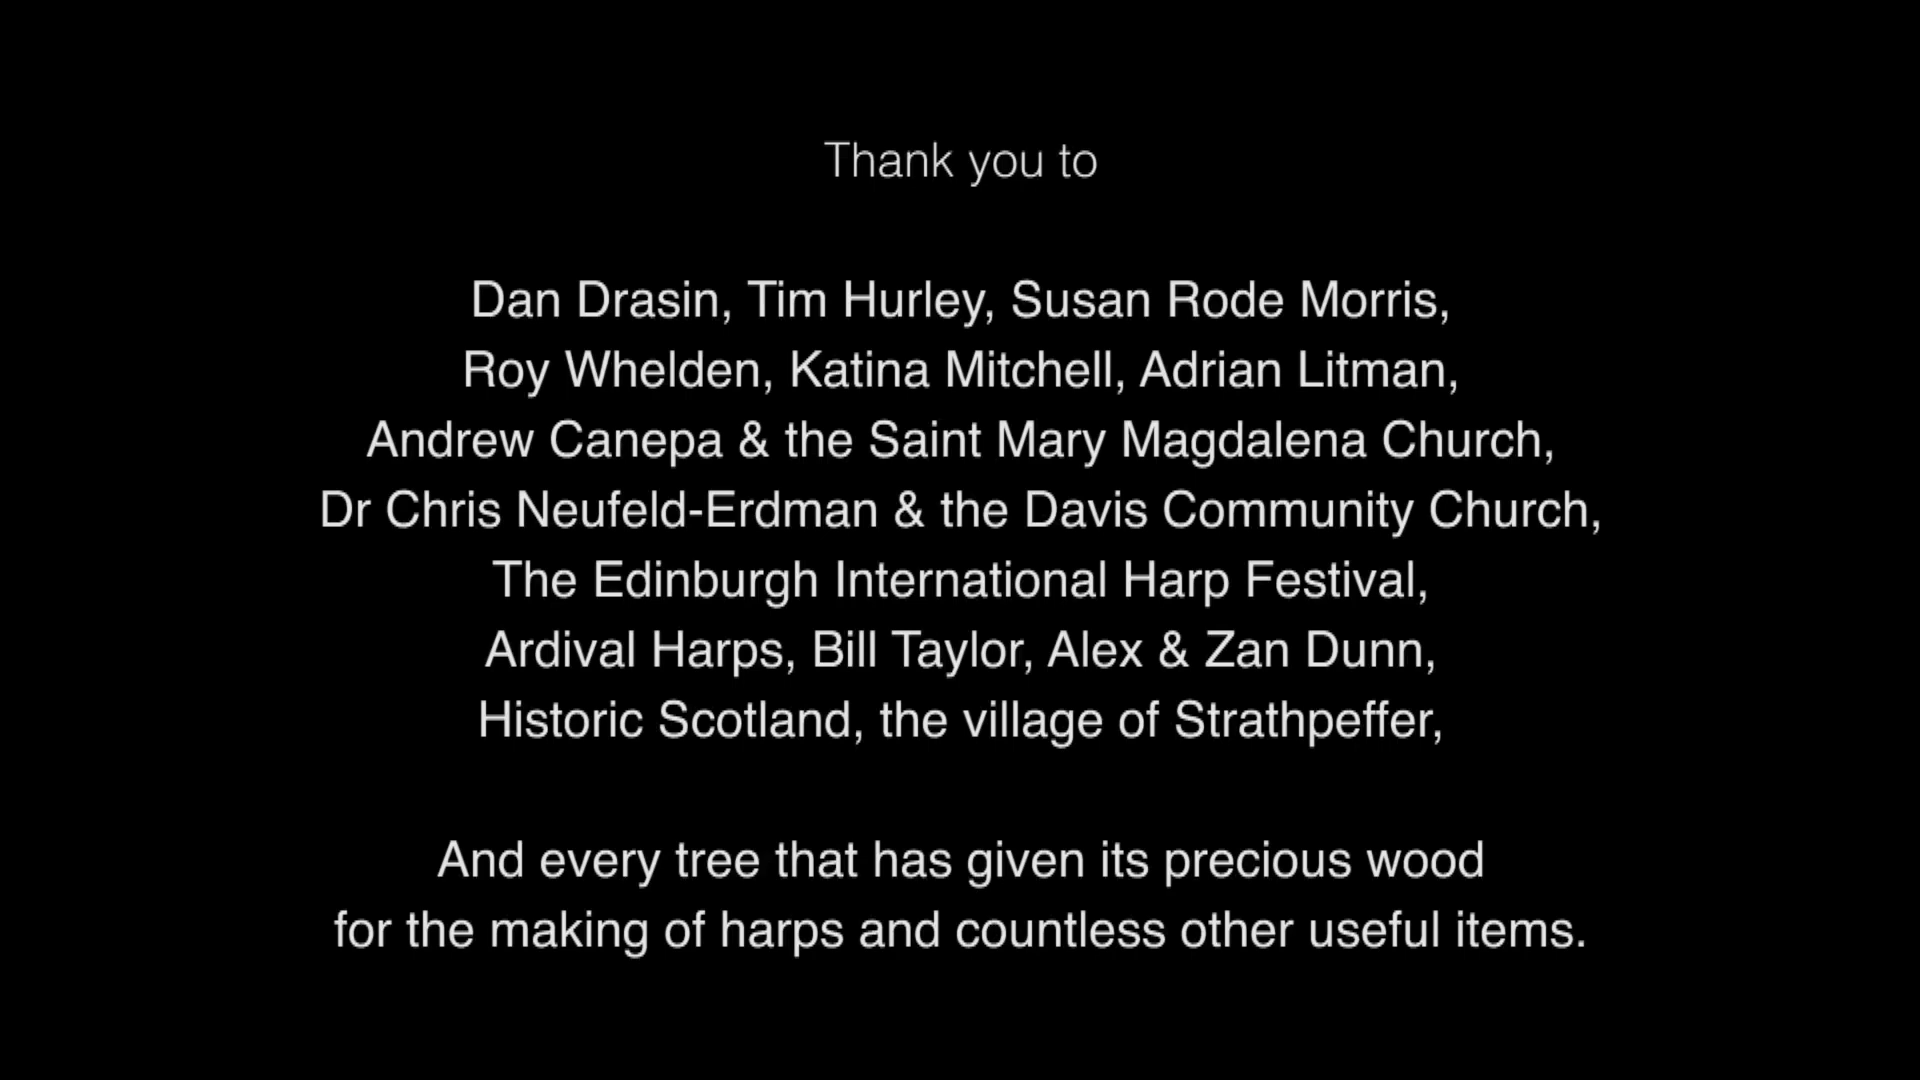 Thank you to
Dan Drasin, Tim Hurley, Susan Rode Morris,
Roy Whelden, Katina Mitchell, Adrian Litman,
Andrew Canepa & the Saint Mary Magdalena Church,
Dr Chris Neufeld-Erdman & the Davis Community Church,
The Edinburgh International Harp Festival,
Ardival Harps, Bill Taylor, Alex & Zan Dunn,
Historic Scotland, the village of Strathpeffer,
And every tree that has given its precious wood
for the making of harps and countless other useful items.